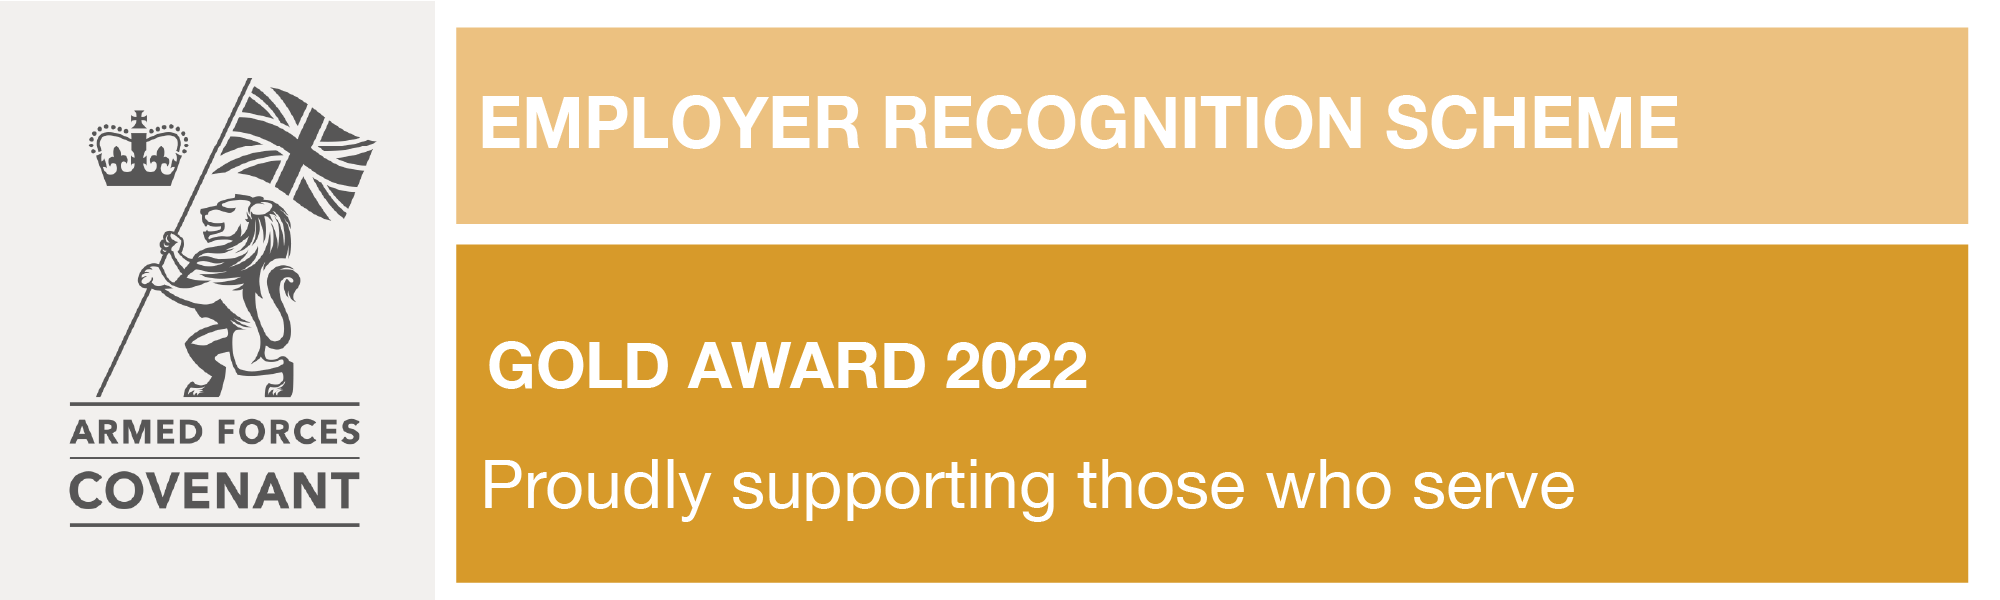 ARMED FORCES
COVENANT
EMPLOYER RECOGNITION SCHEME
GOLD AWARD 2022
Proudly supporting those who serve